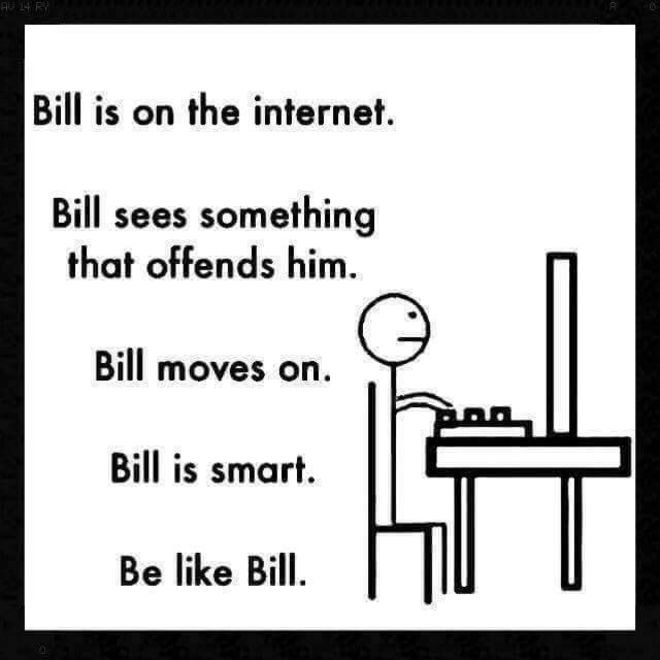 Bill is on the internet.
Bill sees something
that offends him.
Bill moves on.
Bill is smart.
Be like Bill.